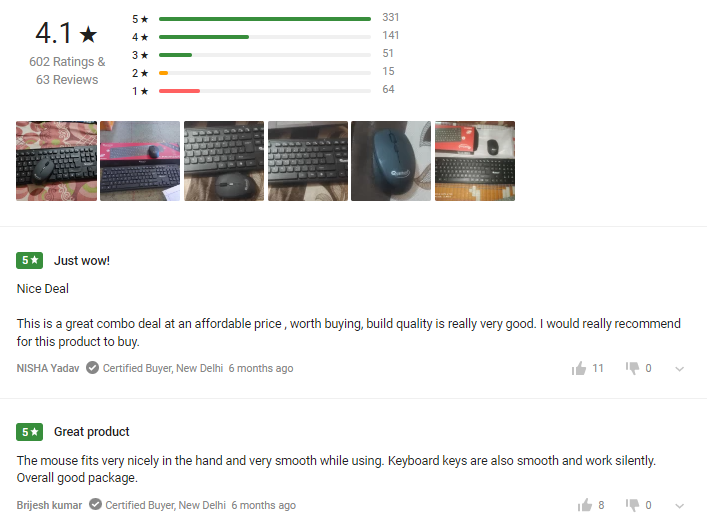 4.1 ★
602 Ratings &
63 Reviews
5 ★ 331
4 ★ 141
3 ★ 51
2 ★ 15
1 ★ 64
5 ★ Just wow!
Nice Deal
This is a great combo deal at an affordable price , worth buying, build quality is really very good. I would really recommend
for this product to buy.
NISHA Yadav Certified Buyer, New Delhi 6 months ago 11 0
5 ★ Great product
The mouse fits very nicely in the hand and very smooth while using. Keyboard keys are also smooth and work silently.
Overall good package.
Brijesh kumar Certified Buyer, New Delhi 6 months ago 8 0